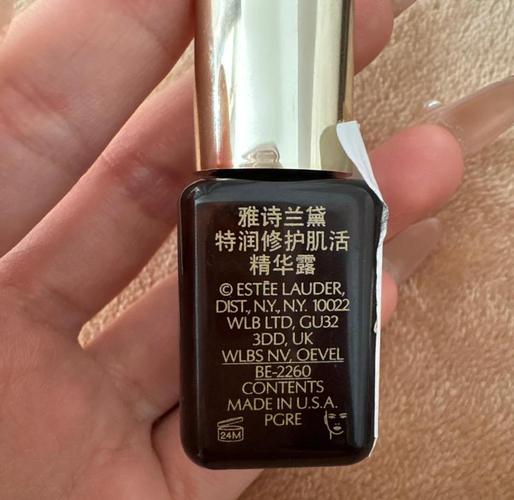 雅诗兰黛
特润修护肌活
精华露
© ESTĒE LAUDER,
DIST., N.Y., N.Y. 10022
WLB LTD, GU32
3DD, UK
WLBS NV, OEVEL
BE-2260
CONTENTS
MADE IN U.S.A.
PGRE
24M